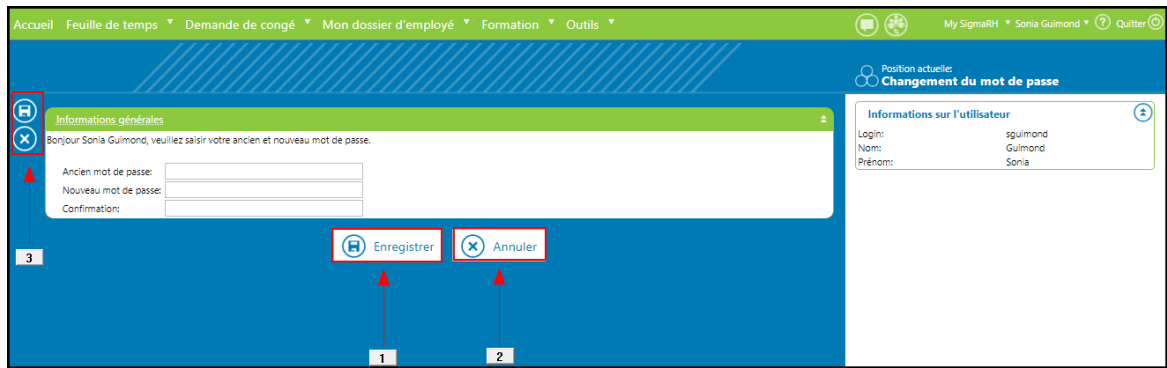 Accueil Feuille de temps Demande de congé Mon dossier d'employé Formation Outils My SigmaRH Sonia Guimond ? Quitter
Position actuelle:
Changement du mot de passe
Informations générales
Bonjour Sonia Guimond, veuillez saisir votre ancien et nouveau mot de passe.
Ancien mot de passe:
Nouveau mot de passe:
Confirmation:
Enregistrer Annuler
3
1 2
Informations sur l'utilisateur
Login: sguimond
Nom: Guimond
Prénom: Sonia